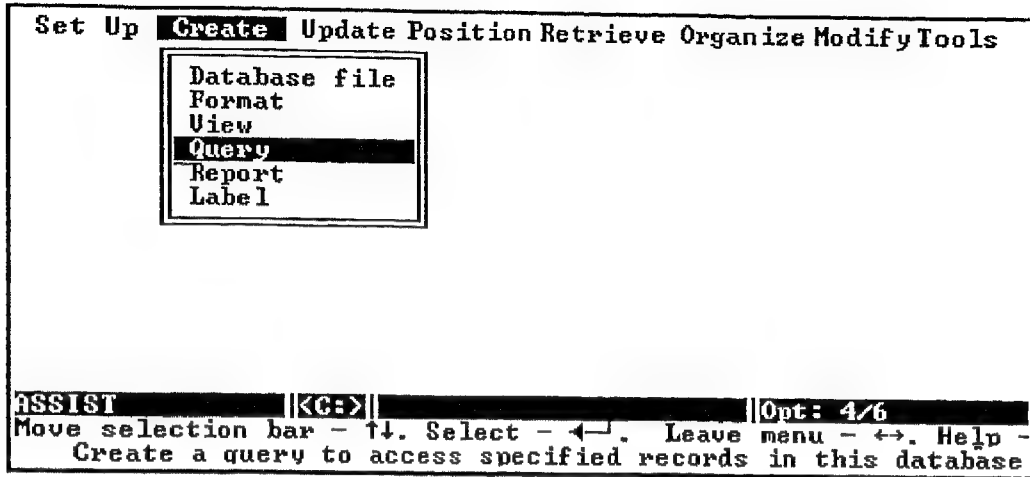 Set Up Create Update Position Retrieve Organize Modify Tools
Database file
Format
View
Query
Report
Label
ASSIST ||<C:>|| ||Opt: 4/6
Move selection bar - ↑↓. Select - ◄─┘. Leave menu - ↔. Help -
Create a query to access specified records in this database